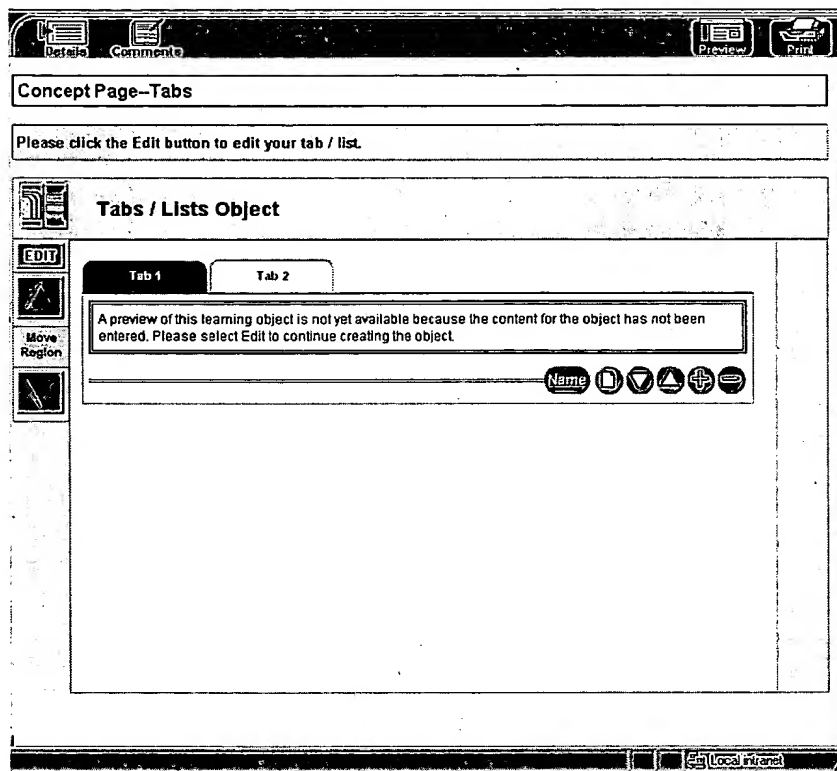 Details Comments Preview Print
Concept Page--Tabs
Please click the Edit button to edit your tab / list.
Tabs / Lists Object
EDIT
Tab 1 Tab 2
A preview of this learning object is not yet available because the content for the object has not been
entered. Please select Edit to continue creating the object.
Move
Region
Name
Local intranet